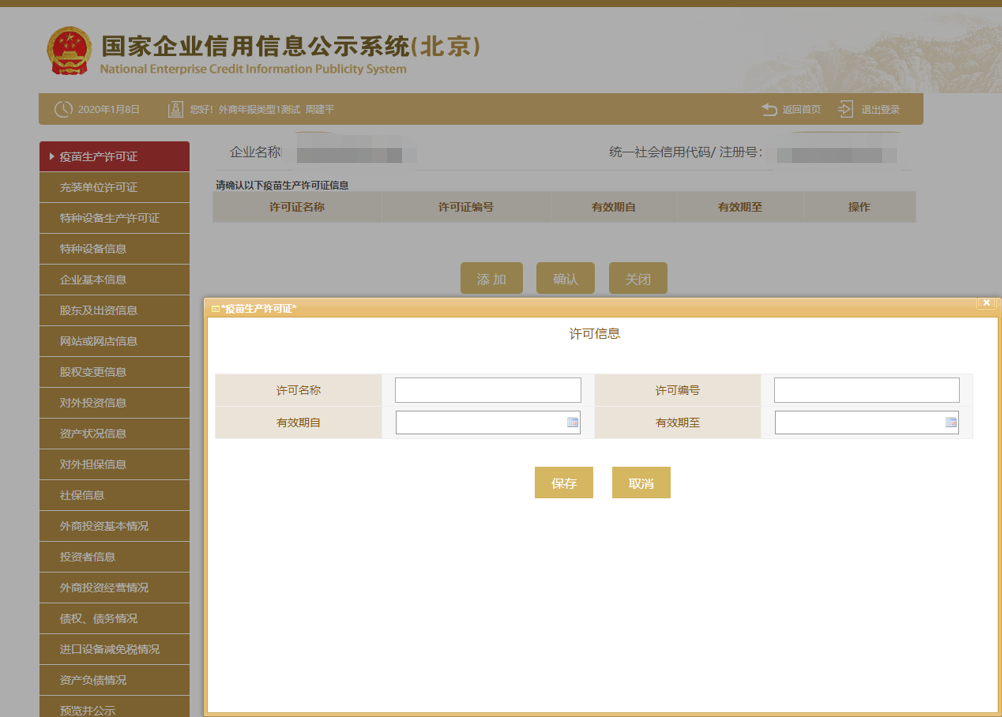 国家企业信用信息公示系统(北京)
National Enterprise Credit Information Publicity System
2020年1月8日 您好！外商年报类型1测试 周建平 返回首页 退出登录
疫苗生产许可证
充装单位许可证
特种设备生产许可证
特种设备信息
企业基本信息
股东及出资信息
网站或网店信息
股权变更信息
对外投资信息
资产状况信息
对外担保信息
社保信息
外商投资基本情况
投资者信息
外商投资经营情况
债权、债务情况
进口设备减免税情况
资产负债情况
预览并公示
企业名称 统一社会信用代码/ 注册号：
请确认以下疫苗生产许可证信息
许可证名称 许可证编号 有效期自 有效期至 操作
添 加 确认 关闭
"疫苗生产许可证"
许可信息
许可名称 许可编号
有效期自 有效期至
保存 取消